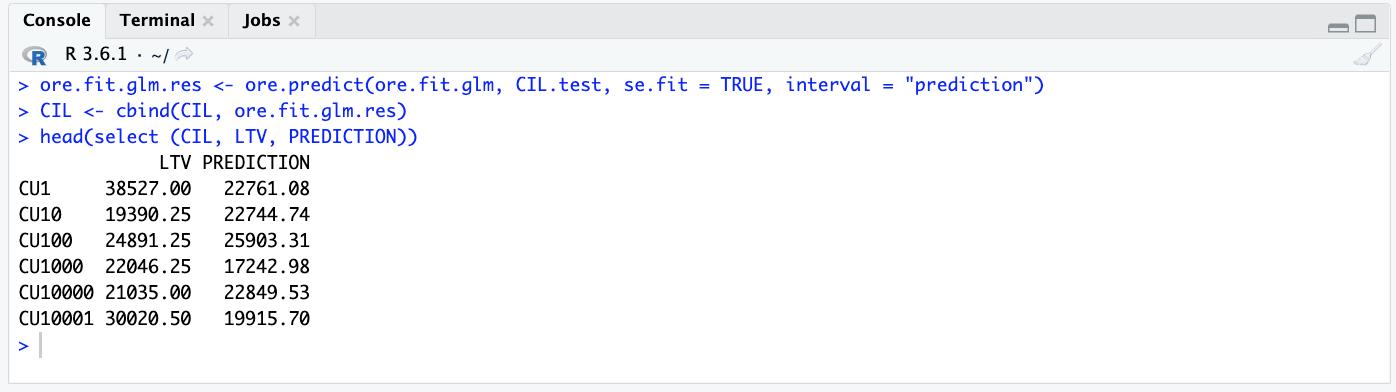 Console Terminal Jobs
R 3.6.1 · ~/
> ore.fit.glm.res <- ore.predict(ore.fit.glm, CIL.test, se.fit = TRUE, interval = "prediction")
> CIL <- cbind(CIL, ore.fit.glm.res)
> head(select (CIL, LTV, PREDICTION))
LTV PREDICTION
CU1 38527.00 22761.08
CU10 19390.25 22744.74
CU100 24891.25 25903.31
CU1000 22046.25 17242.98
CU10000 21035.00 22849.53
CU10001 30020.50 19915.70
>